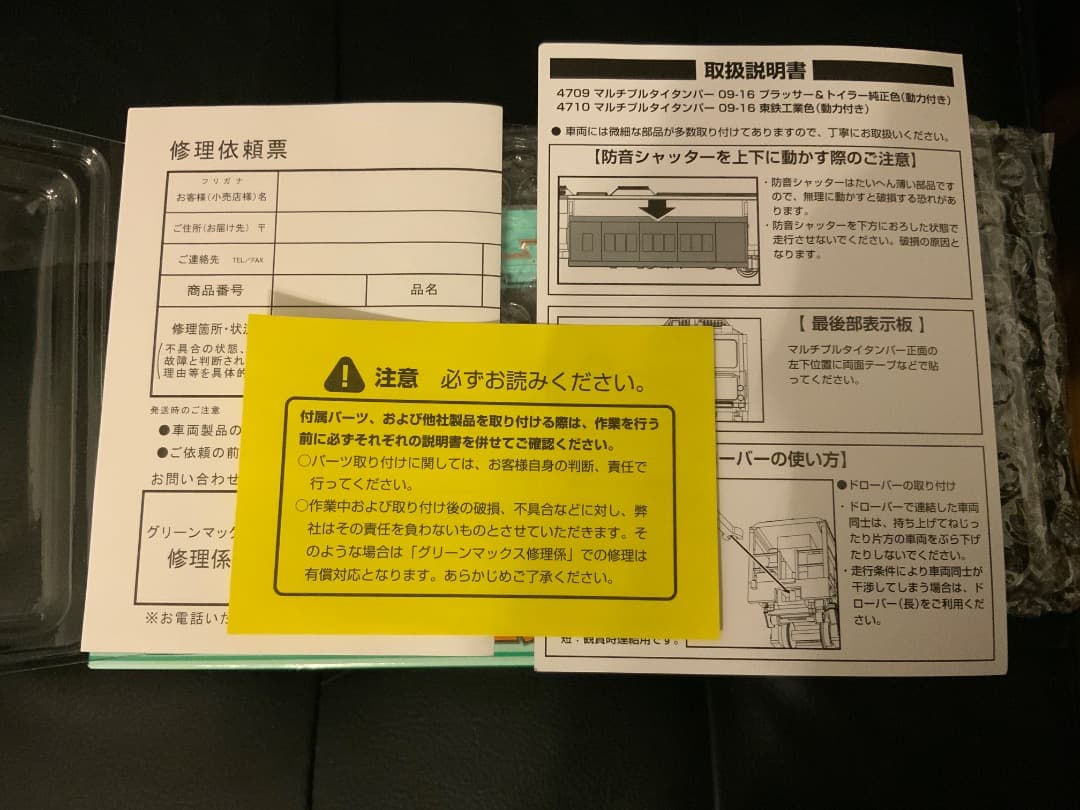 修理依頼票
フリガナ
お客様(小売店様)名
ご住所(お届け先) 〒
ご連絡先 TEL/FAX
商品番号
品名
修理箇所・状
不具合の状態、
故障と判断され
理由等を具体的
発送時のご注意
●車両製品の
●ご依頼の前
お問い合わせ
グリーンマック
修理係
※お電話いた
注意 必ずお読みください。
付属パーツ、および他社製品を取り付ける際は、作業を行う
前に必ずそれぞれの説明書を併せてご確認ください。
○パーツ取り付けに関しては、お客様自身の判断、責任で
行ってください。
○作業中および取り付け後の破損、不具合などに対し、弊
社はその責任を負わないものとさせていただきます。そ
のような場合は「グリーンマックス修理係」での修理は
有償対応となります。あらかじめご了承ください。
取扱説明書
4709 マルチプルタイタンパー 09-16 プラッサー&トイラー純正色(動力付き)
4710 マルチプルタイタンパー 09-16 東鉄工業色(動力付き)
● 車両には微細な部品が多数取り付けてありますので、丁寧にお取扱いください。
【防音シャッターを上下に動かす際のご注意】
・防音シャッターはたいへん薄い部品です
ので、無理に動かすと破損する恐れがあ
ります。
・防音シャッターを下方におろした状態で
走行させないでください。破損の原因と
なります。
【 最後部表示板 】
マルチプルタイタンパー正面の
左下位置に両面テープなどで貼
ってください。
ーバーの使い方】
●ドローバーの取り付け
・ドローバーで連結した車両
同士は、持ち上げてねじっ
たり片方の車両をぶら下げ
たりしないでください。
・走行条件により車両同士が
干渉してしまう場合は、ド
ローバー(長)をご利用くだ
さい。
短:観賞時連結用です。